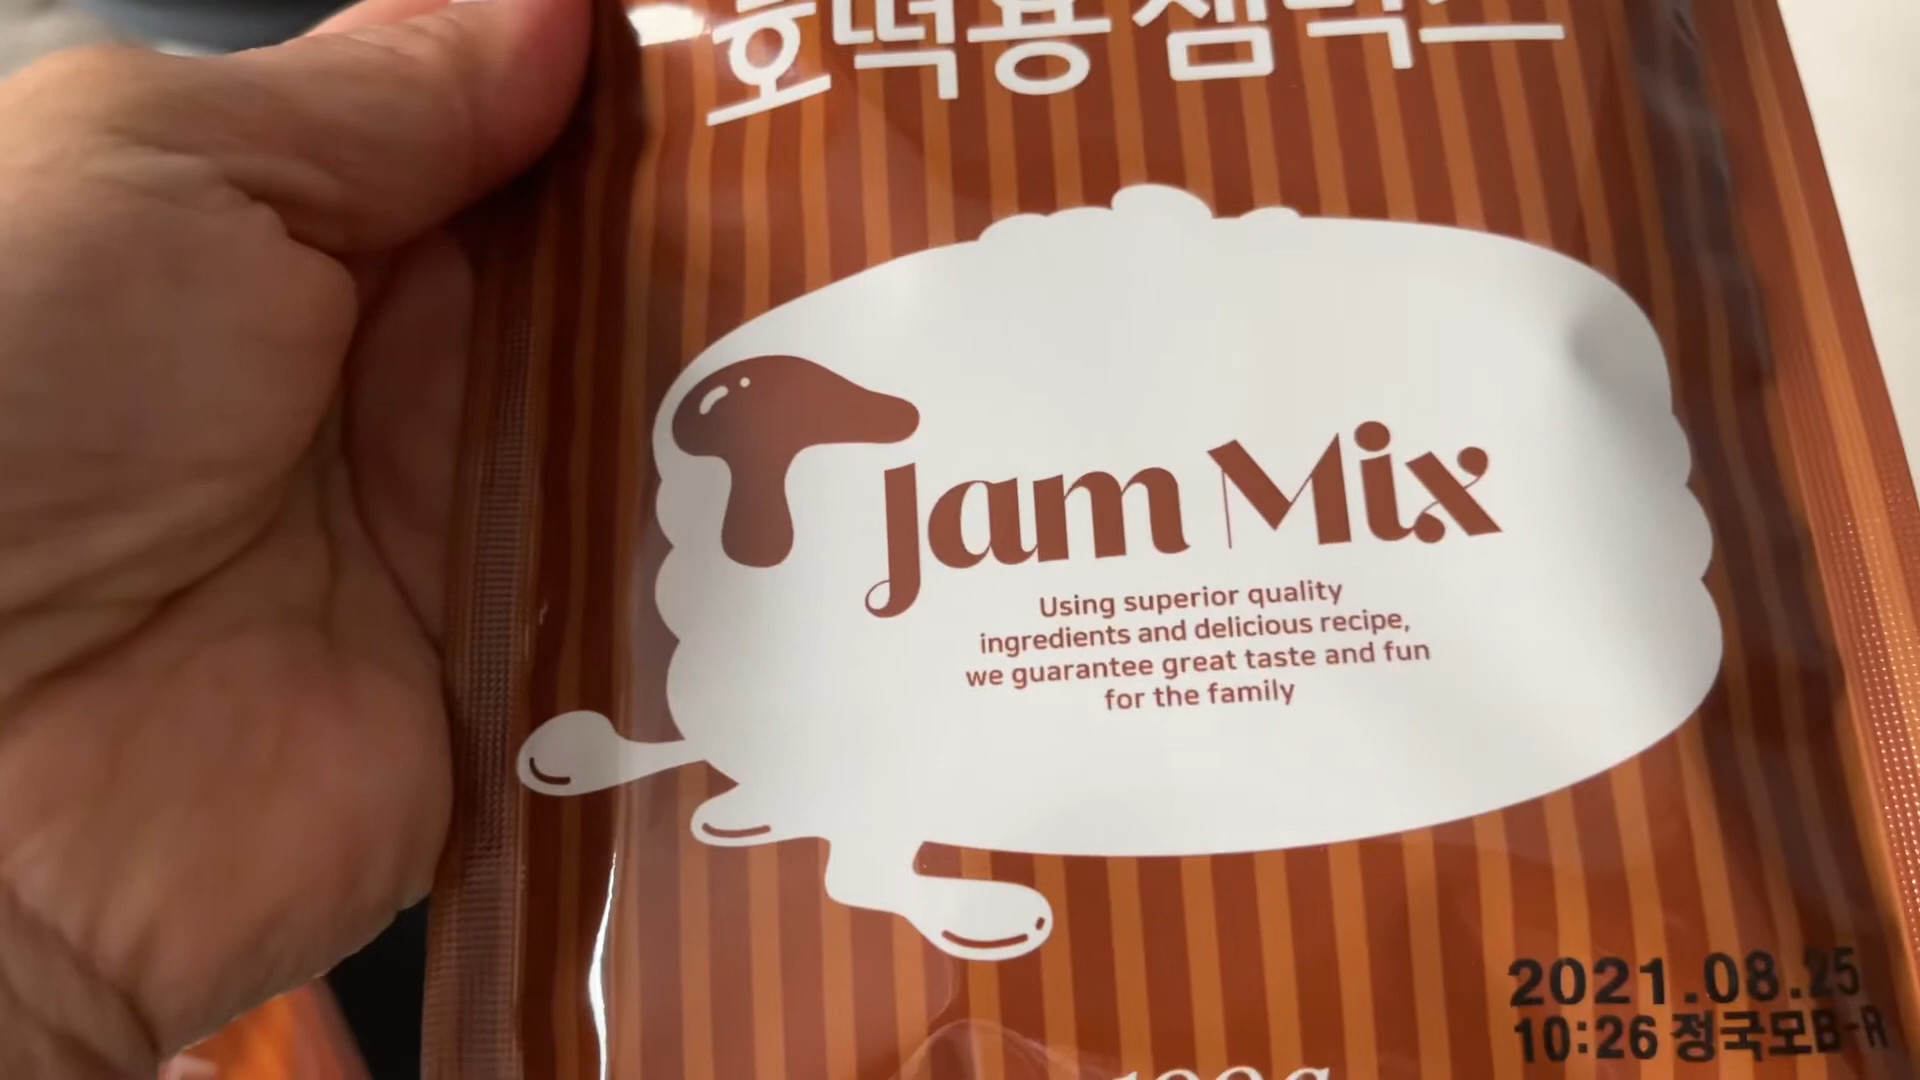 호떡용 잼믹스
Jam Mix
Using superior quality
ingredients and delicious recipe,
we guarantee great taste and fun
for the family
2021.08.25
10:26 정국모B-R